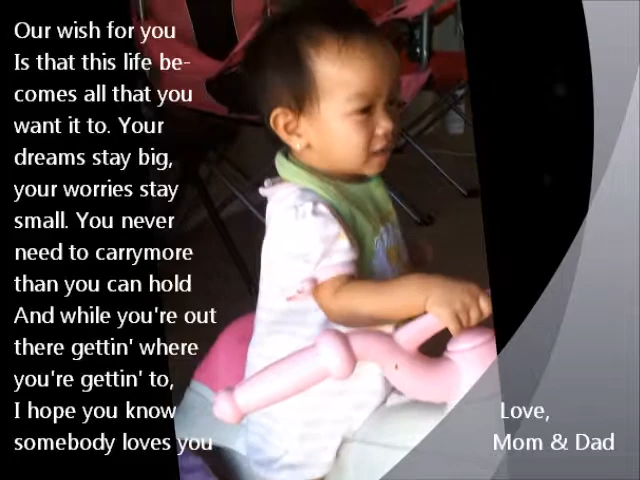 Our wish for you
Is that this life be-
comes all that you
want it to. Your
dreams stay big,
your worries stay
small. You never
need to carrymore
than you can hold
And while you're out
there gettin' where
you're gettin' to,
I hope you know
somebody loves you
Love,
Mom & Dad